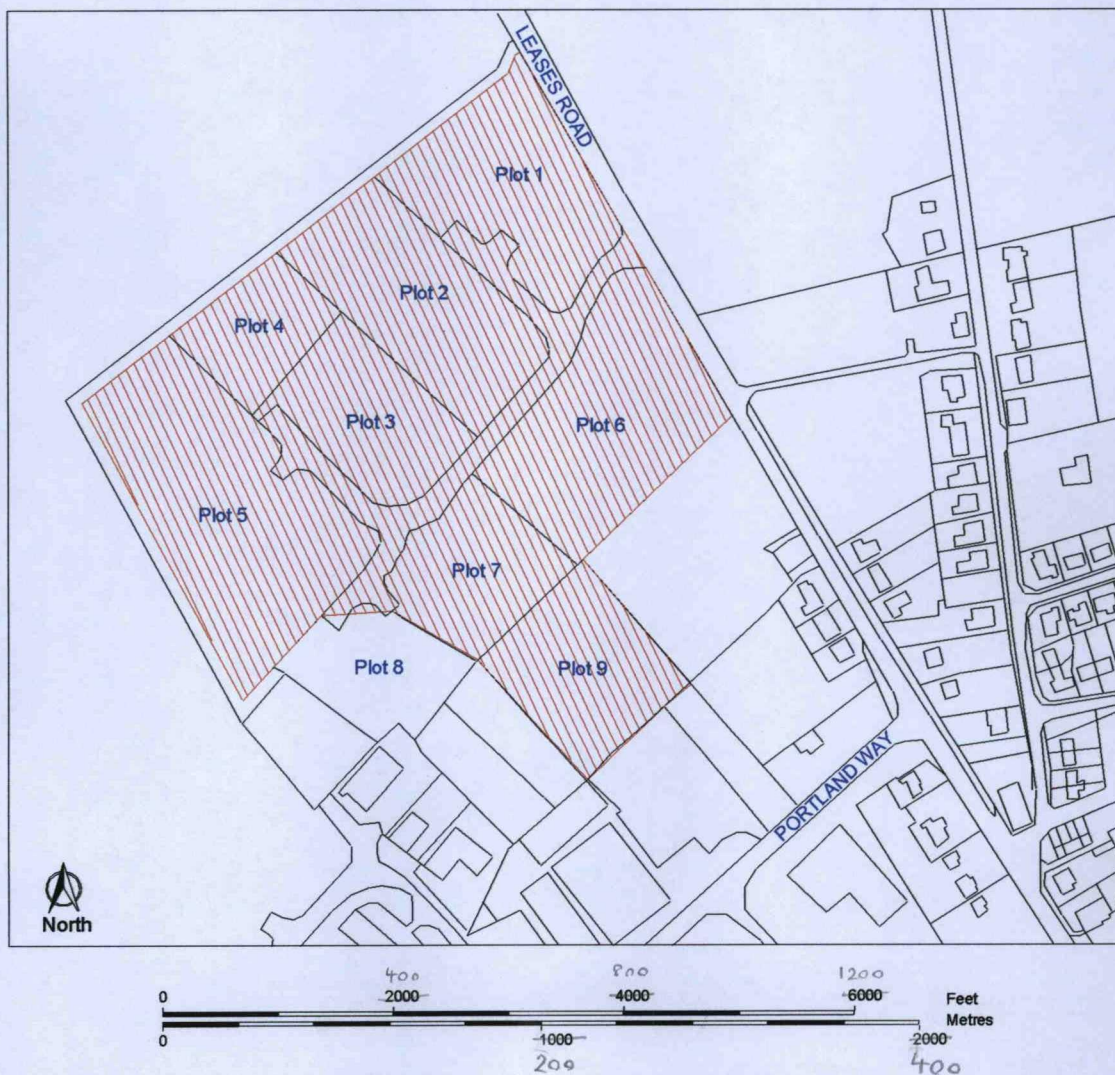 LEASES ROAD
Plot 1
Plot 2
Plot 4
Plot 3
Plot 6
Plot 5
Plot 7
Plot 8
Plot 9
PORTLAND WAY
North
400 800 1200
0 2000 4000 6000 Feet
Metres
0 1000 2000
200 400